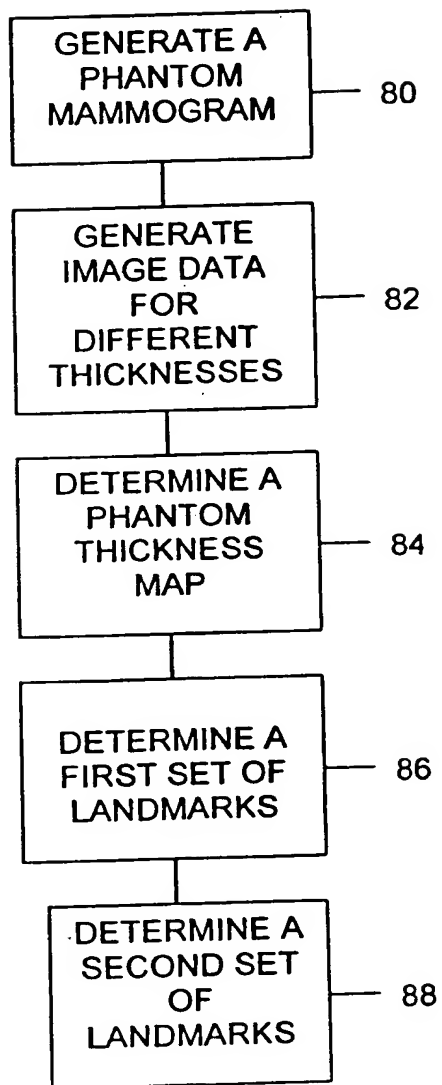 GENERATE A
PHANTOM
MAMMOGRAM
80
GENERATE
IMAGE DATA
FOR
DIFFERENT
THICKNESSES
82
DETERMINE A
PHANTOM
THICKNESS
MAP
84
DETERMINE A
FIRST SET OF
LANDMARKS
86
DETERMINE A
SECOND SET
OF
LANDMARKS
88